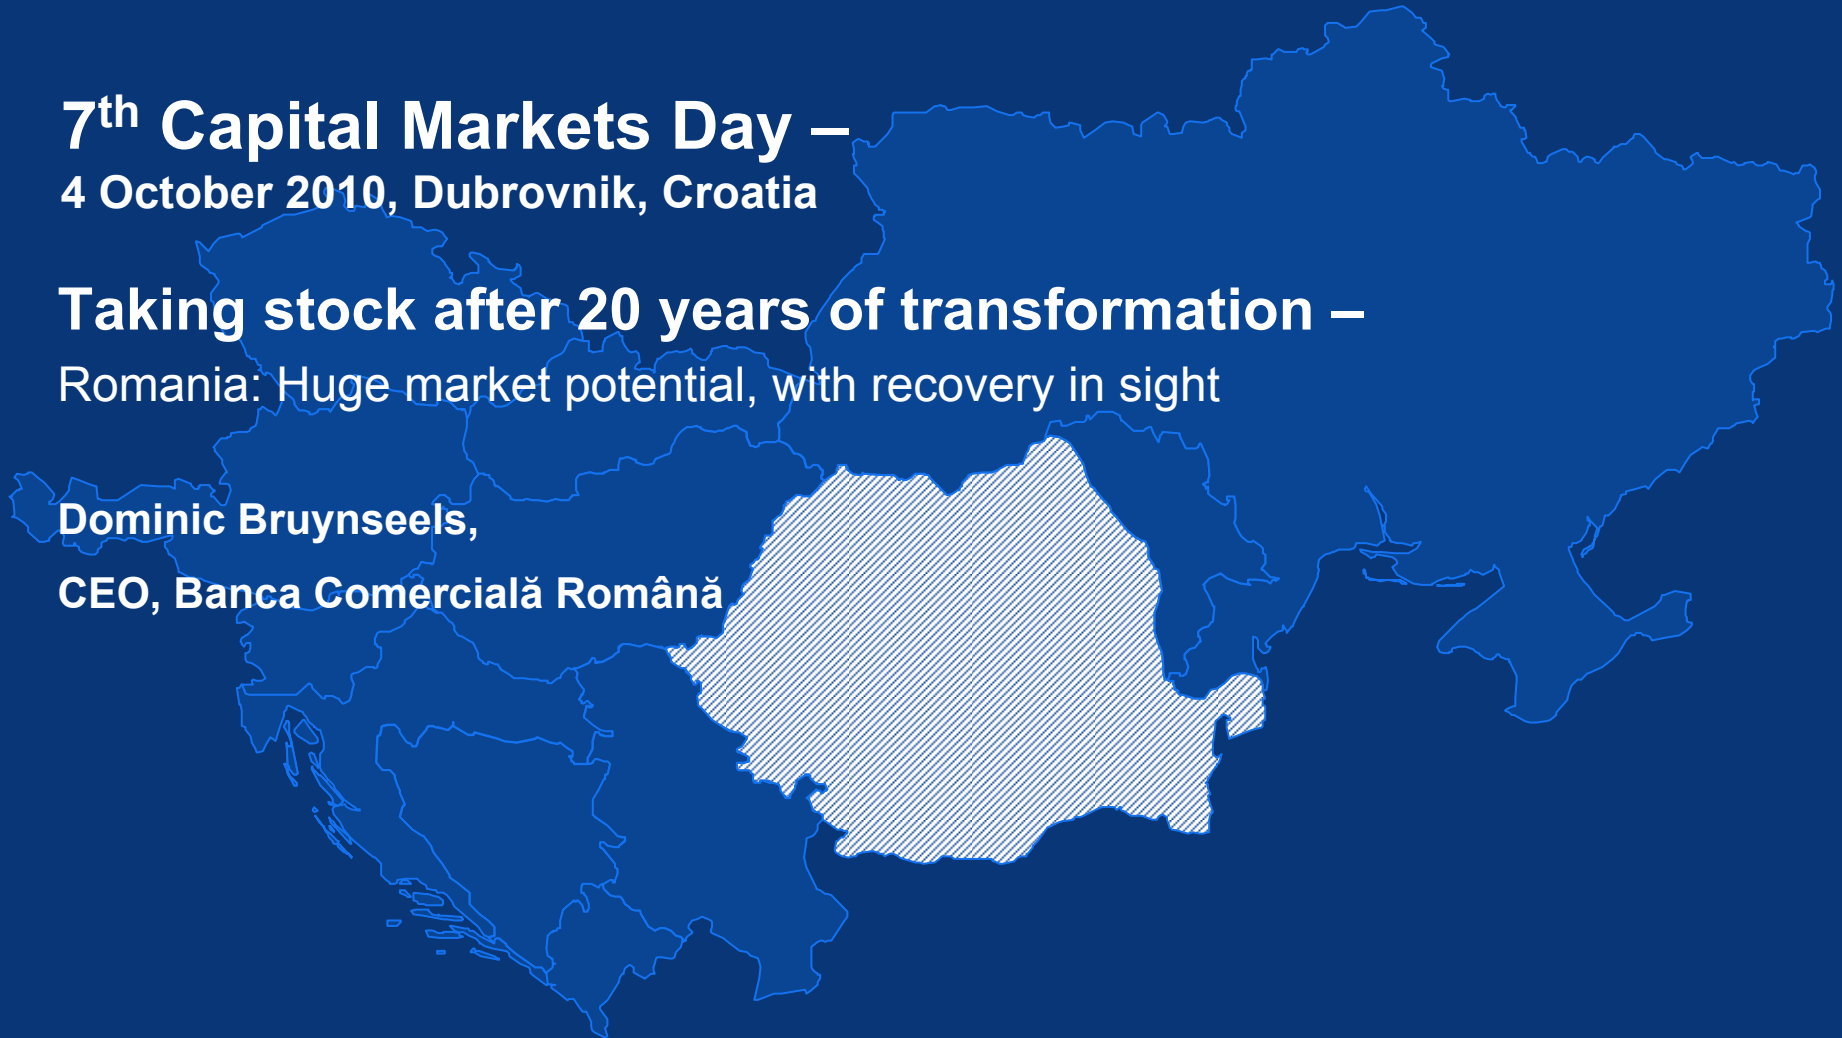 7th Capital Markets Day –
4 October 2010, Dubrovnik, Croatia
Taking stock after 20 years of transformation –
Romania: Huge market potential, with recovery in sight
Dominic Bruynseels,
CEO, Banca Comercială Română